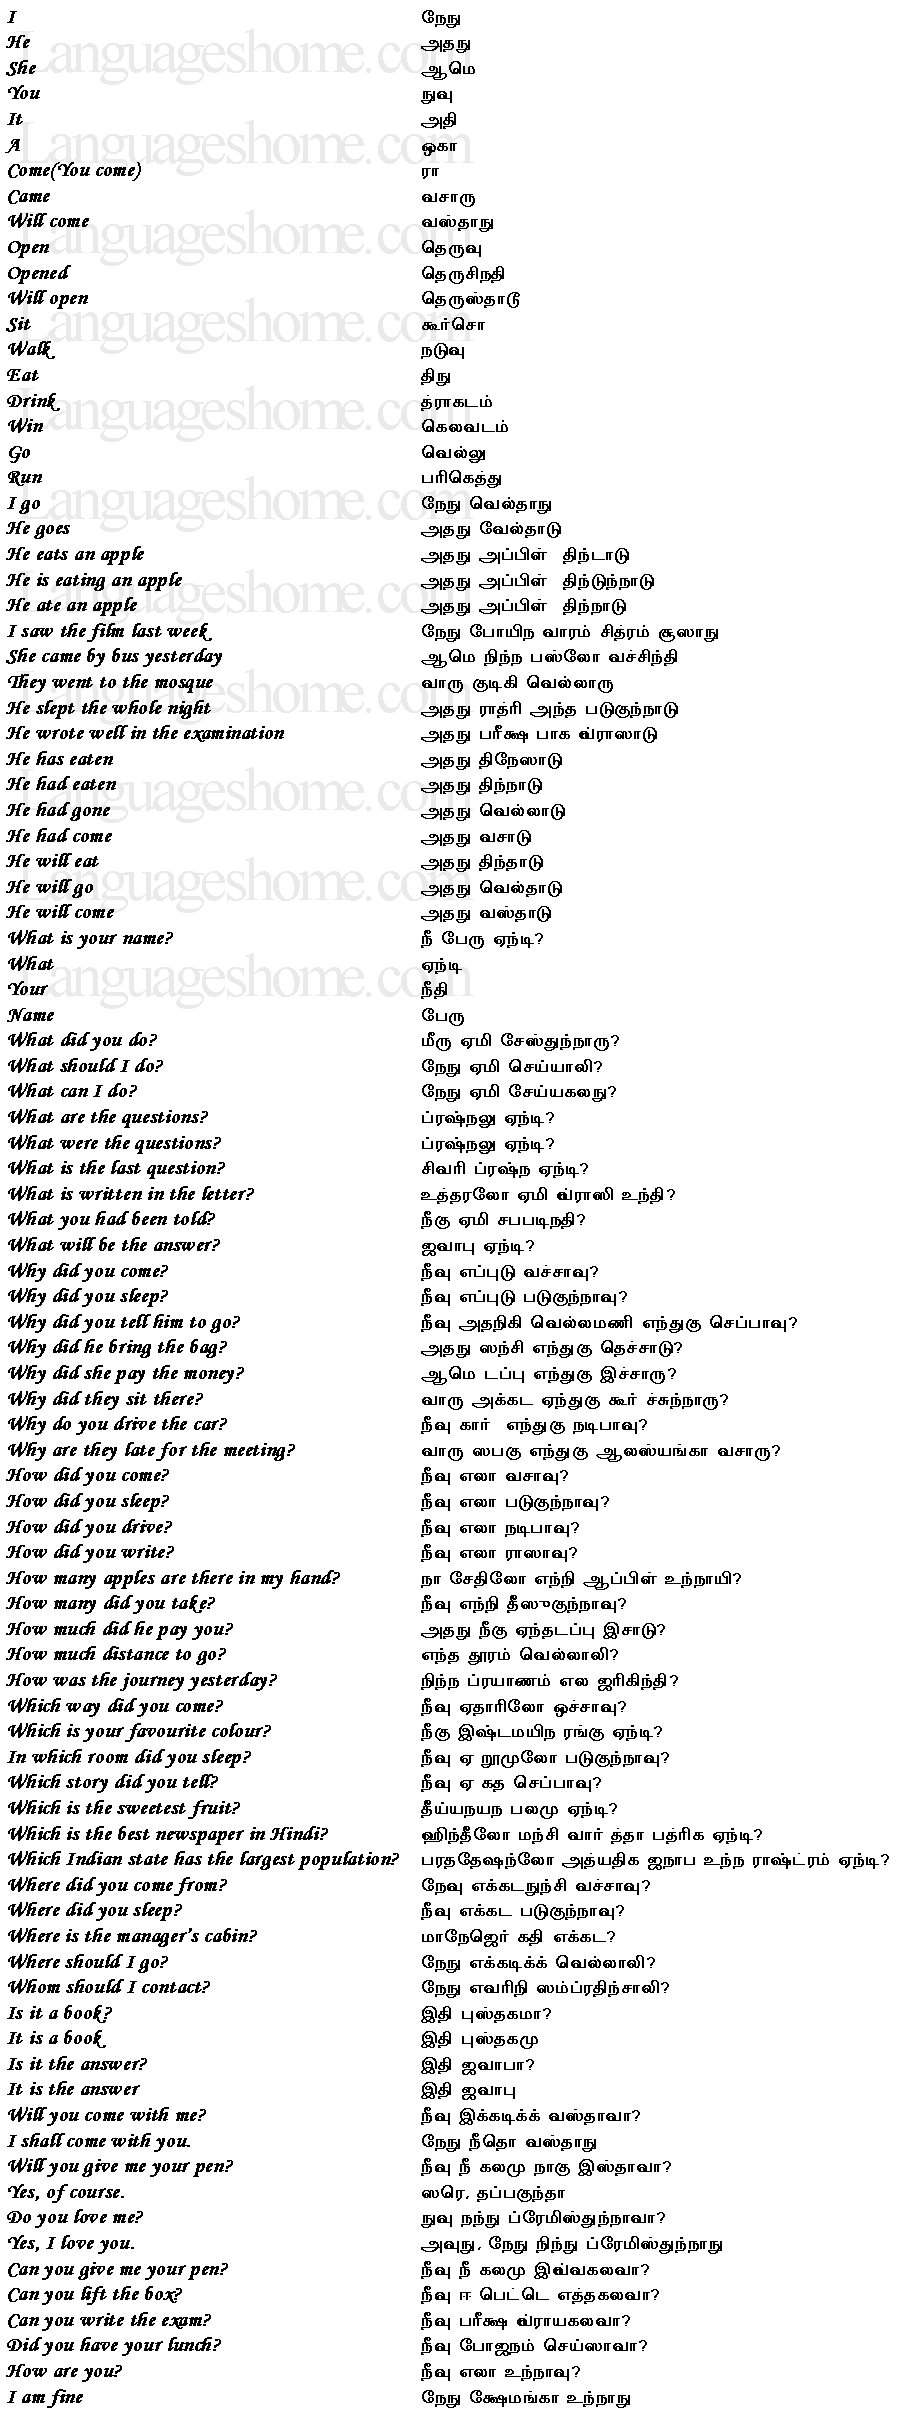 I நேநு
He அதநு
She ஆமெ
You நுவு
It அதி
A ஒகா
Come(You come) ரா
Came வசாரு
Will come வஸ்தாநு
Open தெருவு
Opened தெருசிநதி
Will open தெருஸ்தாடூ
Sit கூர்சொ
Walk நடுவு
Eat திநு
Drink த்ராகடம்
Win கெலவடம்
Go வெல்லு
Run பரிகெத்து
I go நேநு வெல்தாநு
He goes அதநு வேல்தாடு
He eats an apple அதநு அப்பிள் திந்டாடு
He is eating an apple அதநு அப்பிள் திந்டுந்நாடு
He ate an apple அதநு அப்பிள் திந்நாடு
I saw the film last week நேநு போயிந வாரம் சித்ரம் சூஸாநு
She came by bus yesterday ஆமெ நிந்ந பஸ்லோ வச்சிந்தி
They went to the mosque வாரு குடிகி வெல்லாரு
He slept the whole night அதநு ராத்ரி அந்த படுகுந்நாடு
He wrote well in the examination அதநு பரீக்ஷ பாக வ்ராஸாடு
He has eaten அதநு திநேஸாடு
He had eaten அதநு திந்நாடு
He had gone அதநு வெல்லாடு
He had come அதநு வசாடு
He will eat அதநு திந்தாடு
He will go அதநு வெல்தாடு
He will come அதநு வஸ்தாடு
What is your name? நீ பேரு ஏந்டி?
What ஏந்டி
Your நீதி
Name பேரு
What did you do? மீரு ஏமி சேஸ்துந்நாரு?
What should I do? நேநு ஏமி செய்யாலி?
What can I do? நேநு ஏமி சேய்யகலநு?
What are the questions? ப்ரஷ்நலு ஏந்டி?
What were the questions? ப்ரஷ்நலு ஏந்டி?
What is the last question? சிவரி ப்ரஷ்ந ஏந்டி?
What is written in the letter? உத்தரலோ ஏமி வ்ராஸி உந்தி?
What you had been told? நீகு ஏமி சபபடிநதி?
What will be the answer? ஜவாபு ஏந்டி?
Why did you come? நீவு எப்புடு வச்சாவு?
Why did you sleep? நீவு எப்புடு படுகுந்நாவு?
Why did you tell him to go? நீவு அதநிகி வெல்லமணி எந்துகு செப்பாவு?
Why did he bring the bag? அதநு ஸந்சி எந்துகு தெச்சாடு?
Why did she pay the money? ஆமெ டப்பு எந்துகு இச்சாரு?
Why did they sit there? வாரு அக்கட ஏந்துகு கூர் ச்சுந்நாரு?
Why do you drive the car? நீவு கார் எந்துகு நடிபாவு?
Why are they late for the meeting? வாரு ஸபகு எந்துகு ஆலஸ்யங்கா வசாரு?
How did you come? நீவு எலா வசாவு?
How did you sleep? நீவு எலா படுகுந்நாவு?
How did you drive? நீவு எலா நடிபாவு?
How did you write? நீவு எலா ராஸாவு?
How many apples are there in my hand? நா சேதிலோ எந்நி ஆப்பிள் உந்நாயி?
How many did you take? நீவு எந்நி தீஸுகுந்நாவு?
How much did he pay you? அதநு நீகு ஏந்தடப்பு இசாடு?
How much distance to go? எந்த தூரம் வெல்லாலி?
How was the journey yesterday? நிந்ந ப்ரயாணம் எல ஜரிகிந்தி?
Which way did you come? நீவு ஏதாரிலோ ஒச்சாவு?
Which is your favourite colour? நீகு இஷ்டமயிந ரங்கு ஏந்டி?
In which room did you sleep? நீவு ஏ றூமுலோ படுகுந்நாவு?
Which story did you tell? நீவு ஏ கத செப்பாவு?
Which is the sweetest fruit? தீய்யநயந பலமு ஏந்டி?
Which is the best newspaper in Hindi? ஹிந்தீலோ மந்சி வார் த்தா பத்ரிக ஏந்டி?
Which Indian state has the largest population? பரததேஷந்லோ அத்யதிக ஜநாப உந்ந ராஷ்ட்ரம் ஏந்டி?
Where did you come from? நேவு எக்கடநுந்சி வச்சாவு?
Where did you sleep? நீவு எக்கட படுகுந்நாவு?
Where is the manager's cabin? மாநேஜெர் கதி எக்கட?
Where should I go? நேநு எக்கடிக்க் வெல்லாலி?
Whom should I contact? நேநு எவரிநி ஸம்ப்ரதிந்சாலி?
Is it a book? இதி புஸ்தகமா?
It is a book இதி புஸ்தகமு
Is it the answer? இதி ஜவாபா?
It is the answer இதி ஜவாபு
Will you come with me? நீவு இக்கடிக்க் வஸ்தாவா?
I shall come with you. நேநு நீதொ வஸ்தாநு
Will you give me your pen? நீவு நீ கலமு நாகு இஸ்தாவா?
Yes, of course. ஸரெ, தப்பகுந்தா
Do you love me? நுவு நந்நு ப்ரேமிஸ்துந்நாவா?
Yes, I love you. அவுநு, நேநு நிந்நு ப்ரேமிஸ்துந்நாநு
Can you give me your pen? நீவு நீ கலமு இவ்வகலவா?
Can you lift the box? நீவு ஈ பெட்டெ எத்தகலவா?
Can you write the exam? நீவு பரீக்ஷ வ்ராயகலவா?
Did you have your lunch? நீவு போஜநம் செய்ஸாவா?
How are you? நீவு எலா உந்நாவு?
I am fine நேநு க்ஷேமங்கா உந்நாநு